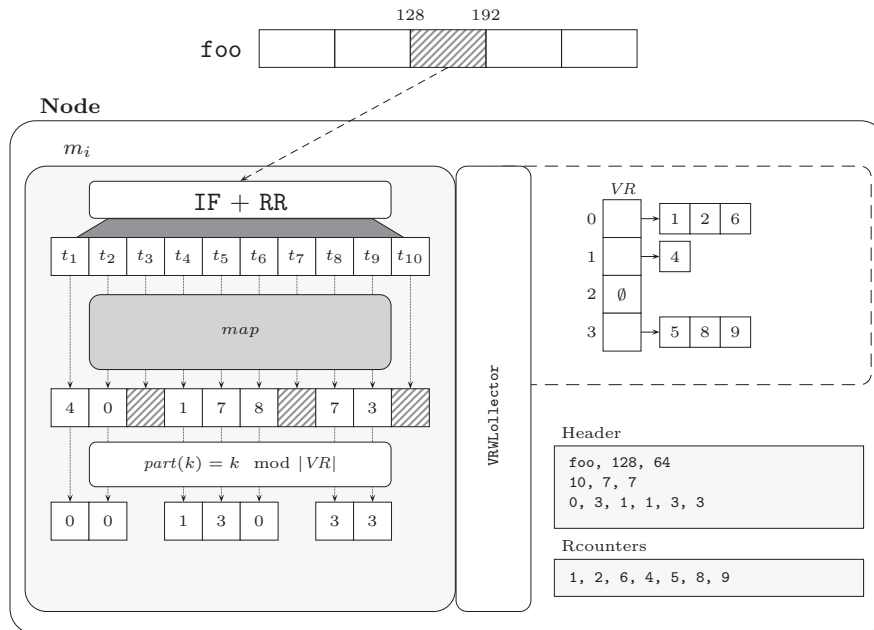 128 192
foo
Node
m_i
IF + RR
t_1 t_2 t_3 t_4 t_5 t_6 t_7 t_8 t_9 t_10
map
4 0 1 7 8 7 3
part(k) = k mod |VR|
0 0 1 3 0 3 3
VRWLollector
VR
0 1 2 6
1 4
2 ∅
3 5 8 9
Header
foo, 128, 64
10, 7, 7
0, 3, 1, 1, 3, 3
Rcounters
1, 2, 6, 4, 5, 8, 9